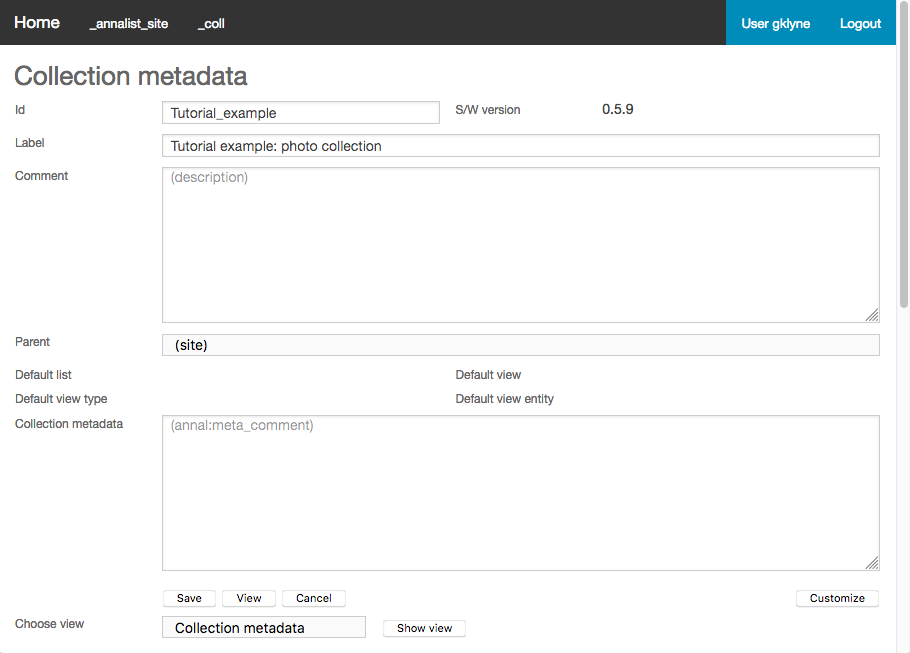 Home _annalist_site _coll User gklyne Logout
Collection metadata
Id Tutorial_example S/W version 0.5.9
Label Tutorial example: photo collection
Comment (description)
Parent (site)
Default list Default view
Default view type Default view entity
Collection metadata (annal:meta_comment)
Save View Cancel Customize
Choose view Collection metadata Show view